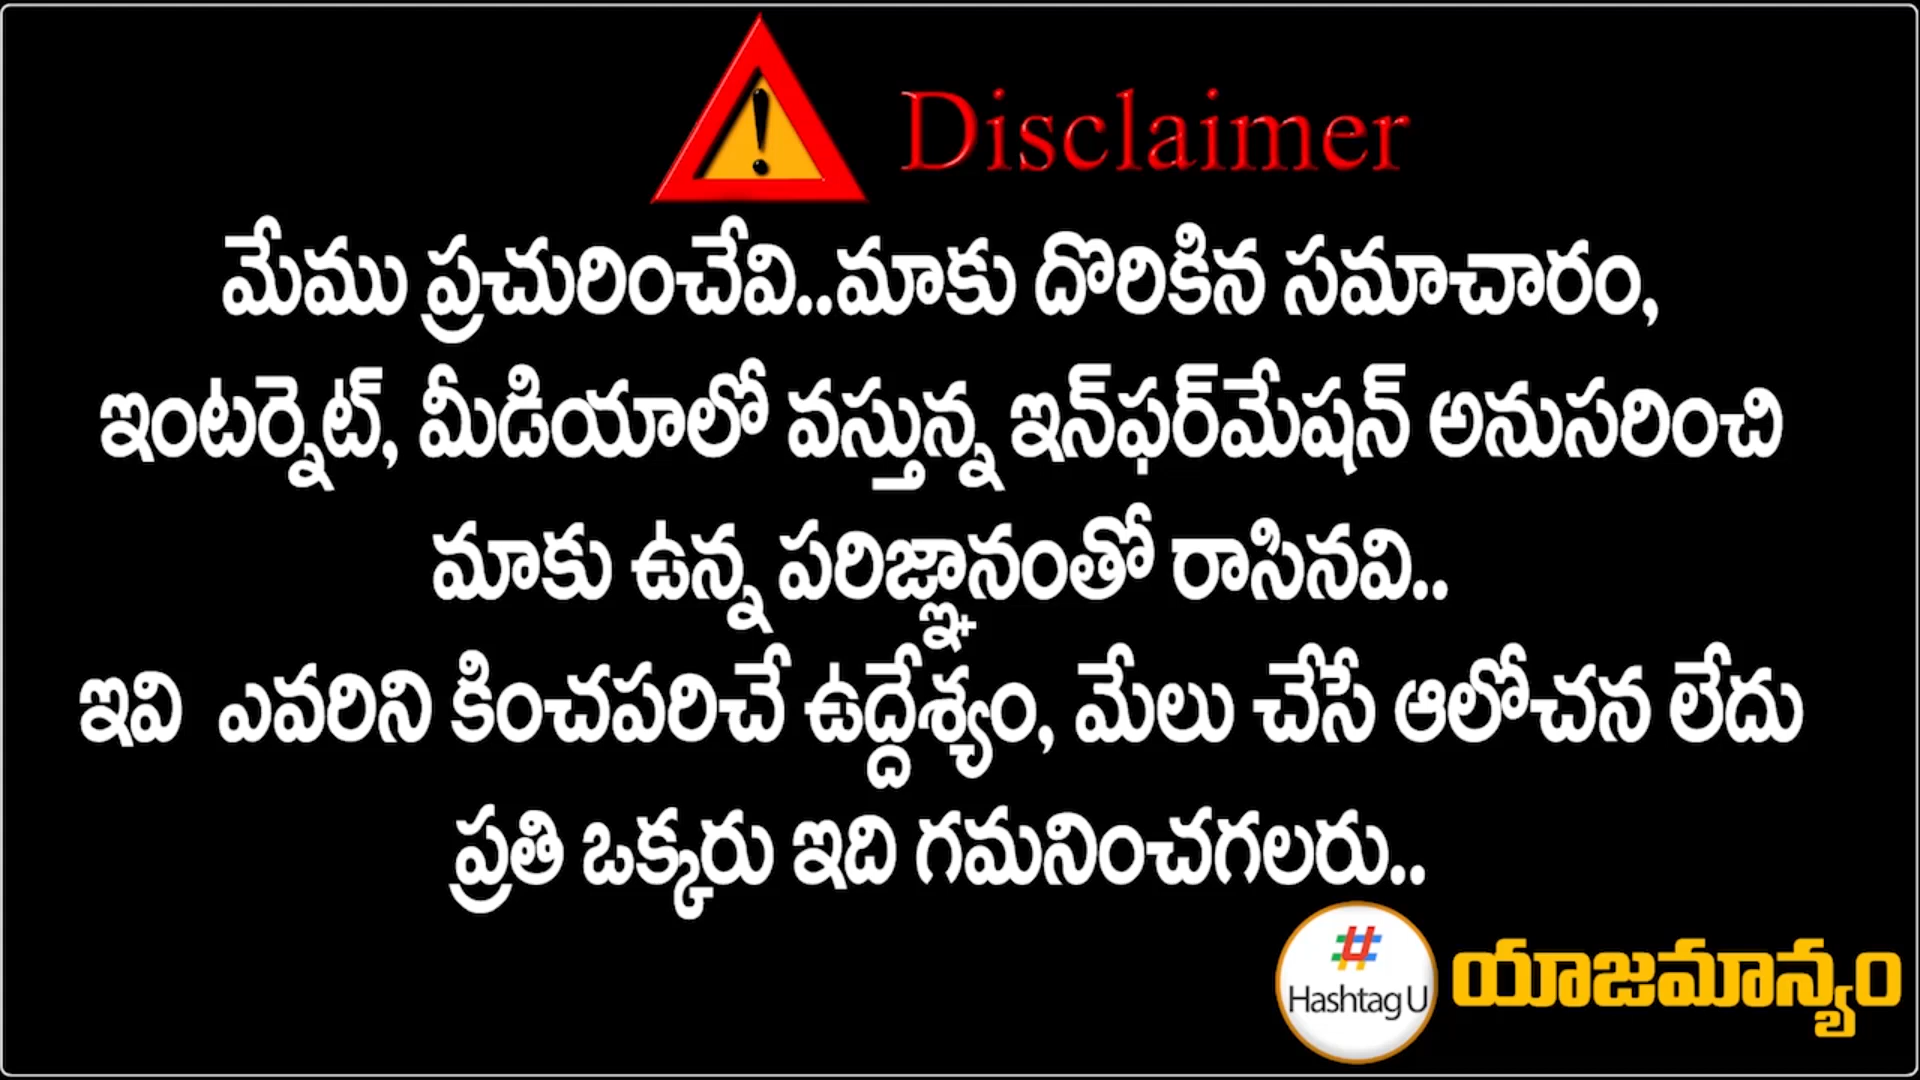 Disclaimer
మేము ప్రచురించేవి..మాకు దొరికిన సమాచారం,
ఇంటర్నెట్, మీడియాలో వస్తున్న ఇన్‌ఫర్‌మేషన్ అనుసరించి
మాకు ఉన్న పరిజ్ఞానంతో రాసినవి..
ఇవి ఎవరిని కించపరిచే ఉద్దేశ్యం, మేలు చేసే ఆలోచన లేదు
ప్రతి ఒక్కరు ఇది గమనించగలరు..
# Hashtag U యాజమాన్యం